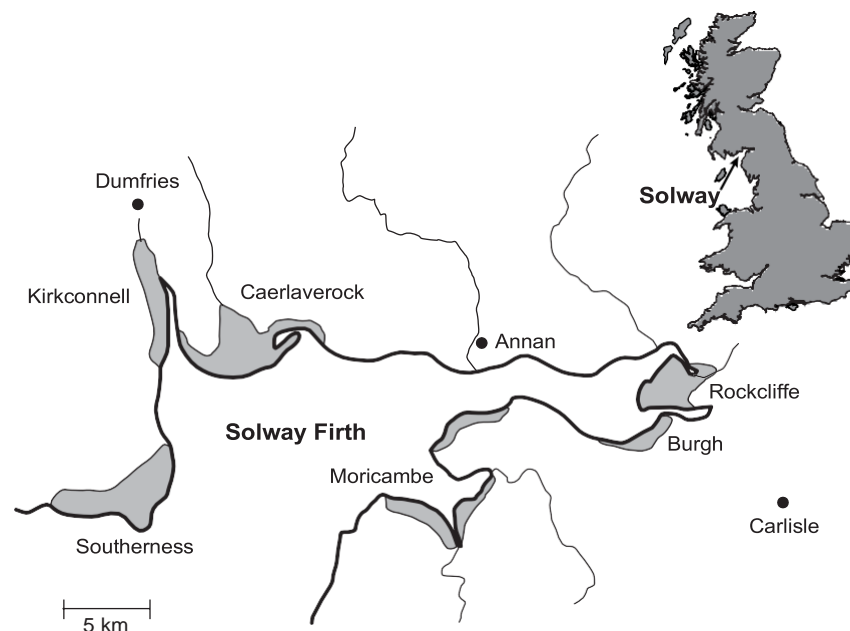 Dumfries
Solway
Kirkconnell
Caerlaverock
Annan
Rockcliffe
Solway Firth
Burgh
Moricambe
Carlisle
Southerness
5 km